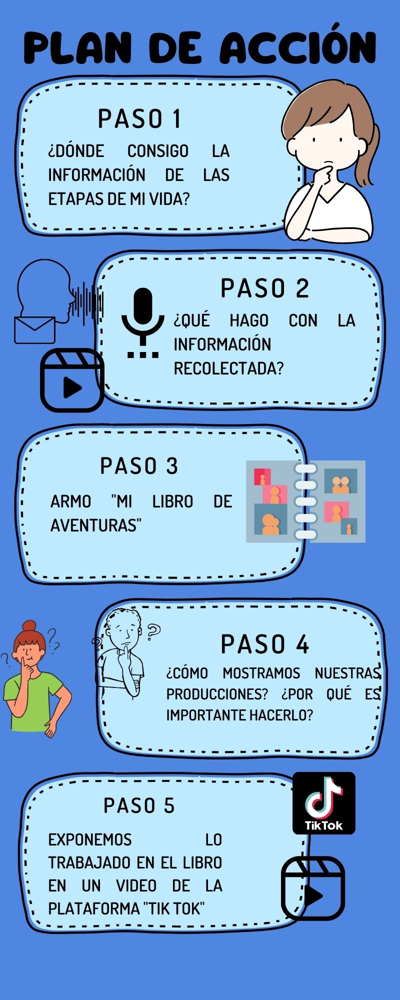 PLAN DE ACCIÓN
PASO 1
¿DÓNDE CONSIGO LA
INFORMACIÓN DE LAS
ETAPAS DE MI VIDA?
PASO 2
¿QUÉ HAGO CON LA
INFORMACIÓN
RECOLECTADA?
PASO 3
ARMO "MI LIBRO DE
AVENTURAS"
PASO 4
¿CÓMO MOSTRAMOS NUESTRAS
PRODUCCIONES? ¿POR QUÉ ES
IMPORTANTE HACERLO?
PASO 5
EXPONEMOS LO
TRABAJADO EN EL LIBRO
EN UN VIDEO DE LA
PLATAFORMA "TIK TOK"
TikTok